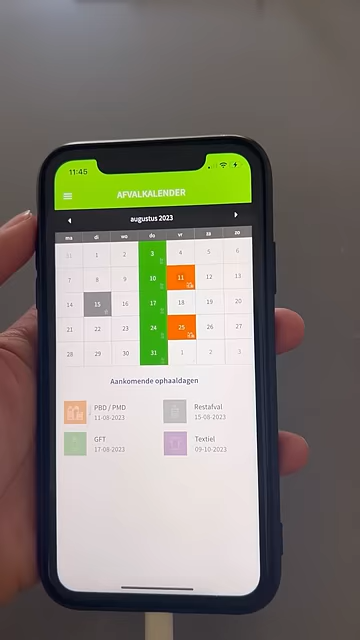 11:45
AFVALKALENDER
augustus 2023
ma di wo do vr za zo
31 1 2 3 4 5 6
7 8 9 10 11 12 13
14 15 16 17 18 19 20
21 22 23 24 25 26 27
28 29 30 31 1 2 3
Aankomende ophaaldagen
PBD / PMD Restafval
11-08-2023 15-08-2023
GFT Textiel
17-08-2023 09-10-2023